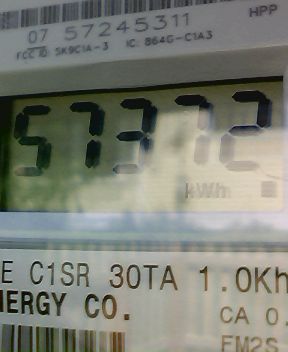 HPP
07 57245311
FCC ID: SK9C1A-3 IC: 864G-C1A3
57372
kWh
E C1SR 30TA 1.0Kh
NERGY CO.
CA 0.
FM2S